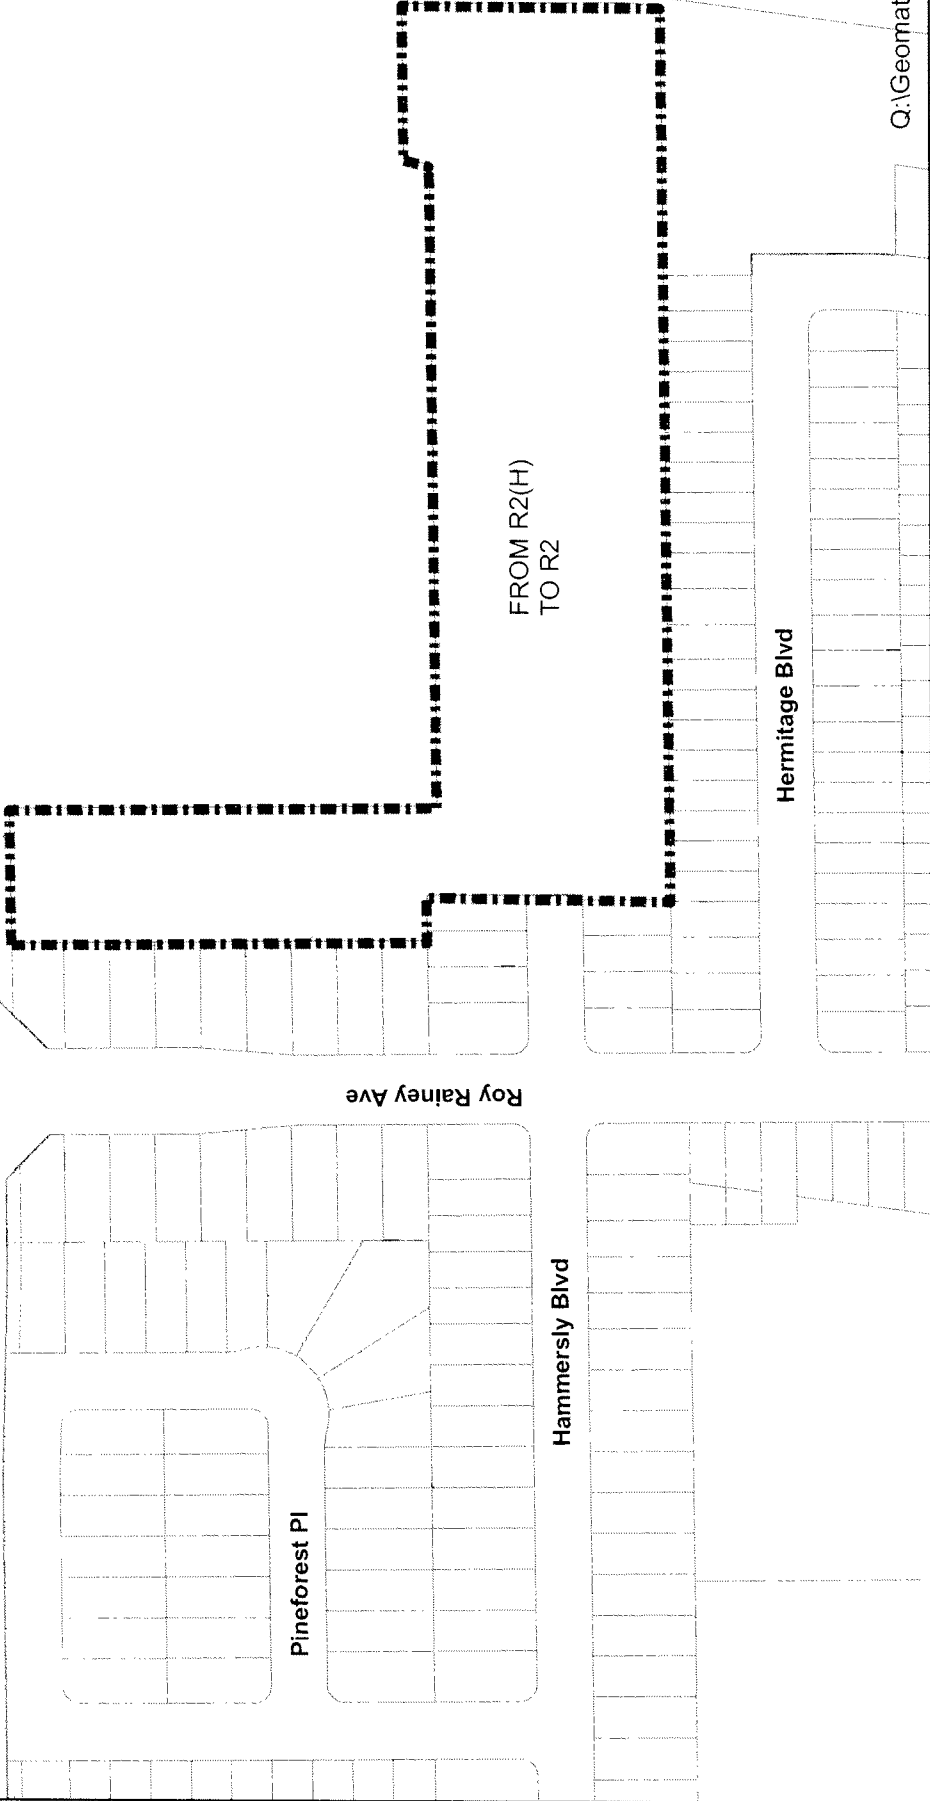 Q:\Geomat
FROM R2(H)
TO R2
Hermitage Blvd
Roy Rainey Ave
Hammersly Blvd
Pineforest Pl